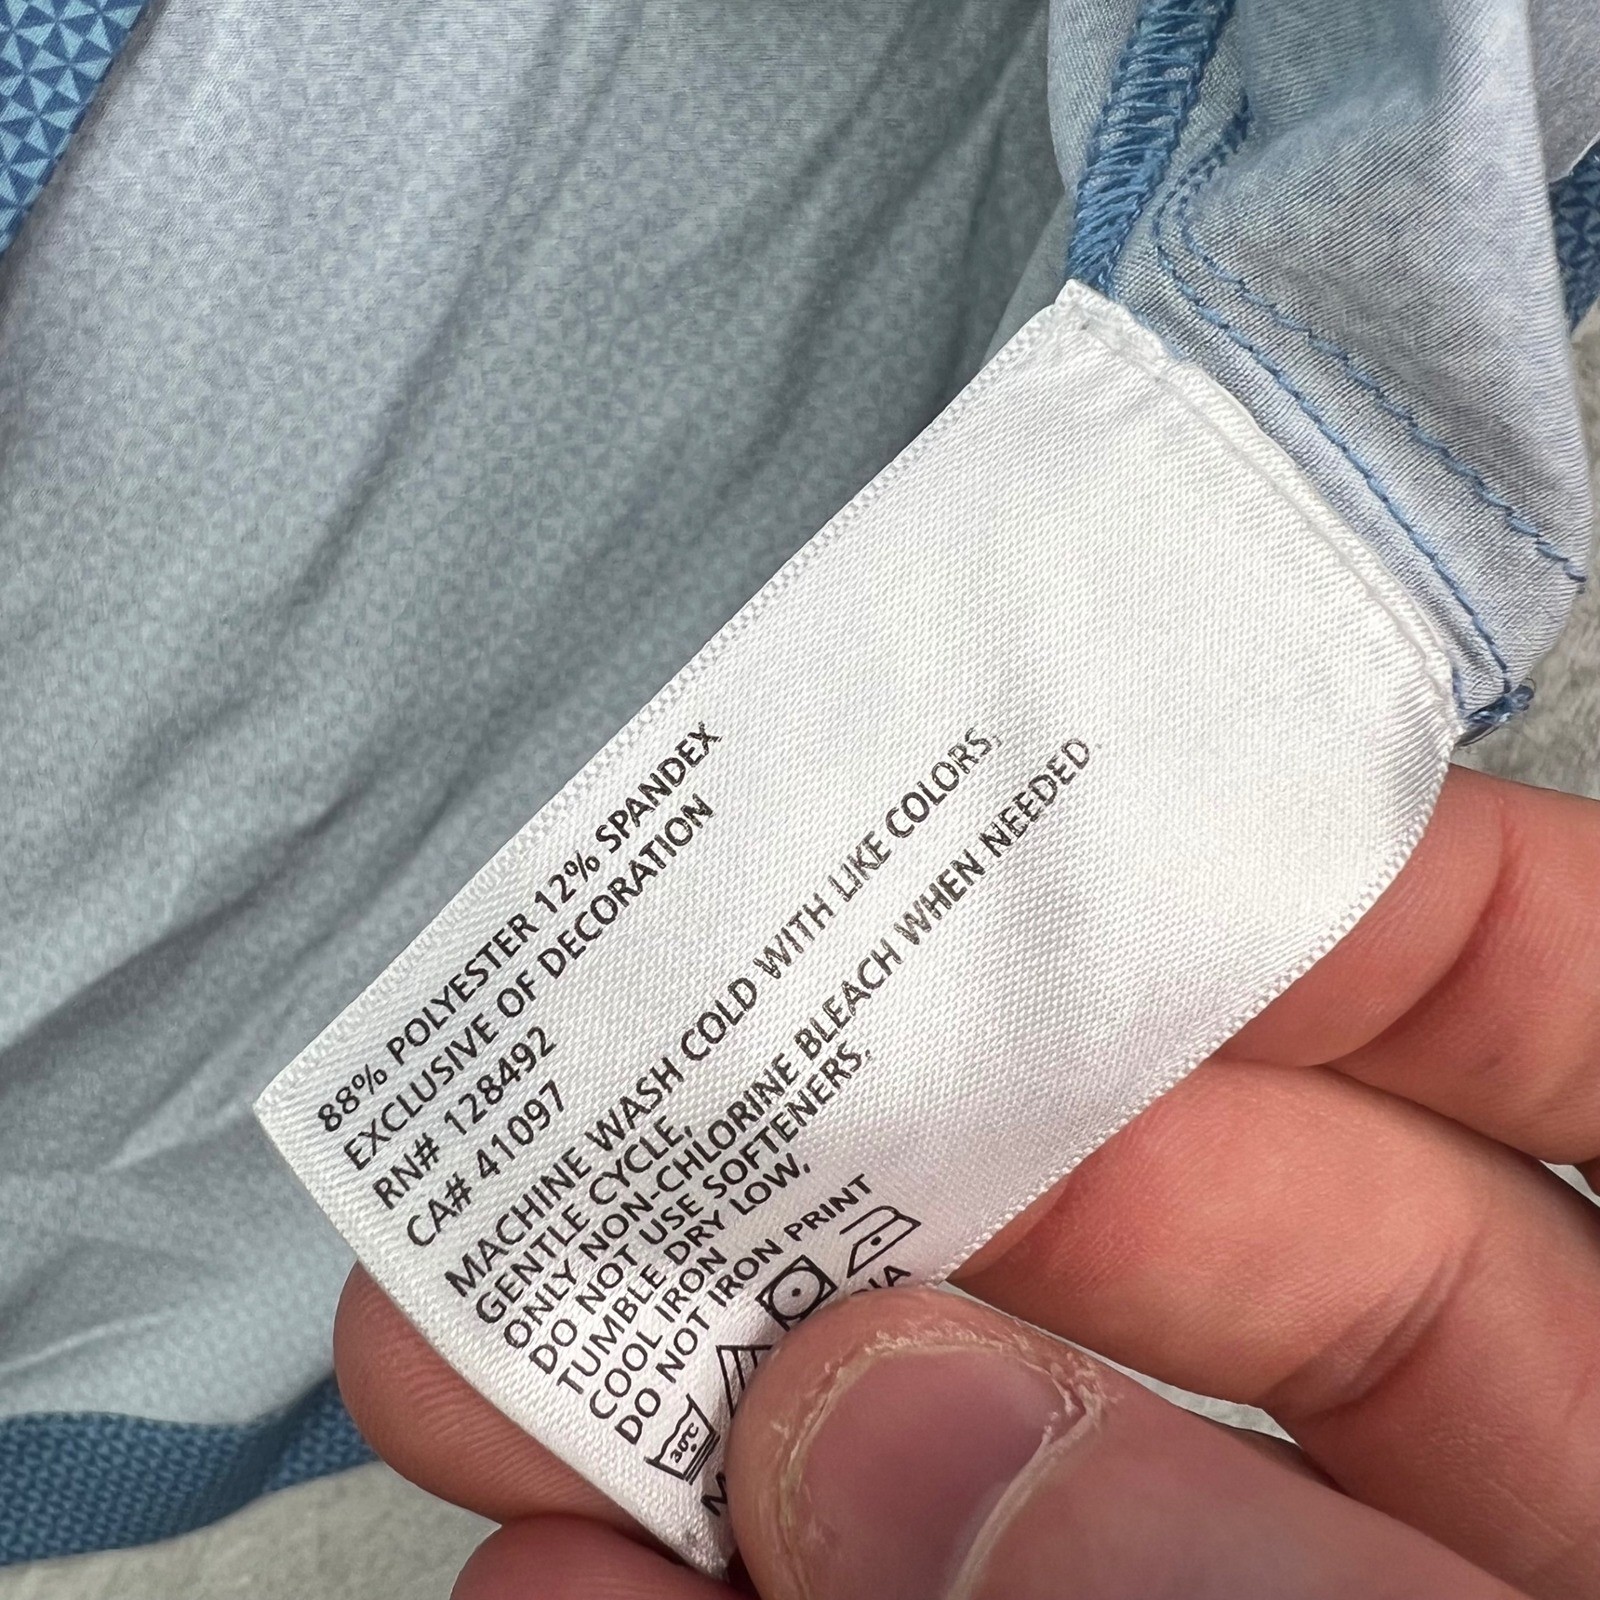 88% POLYESTER 12% SPANDEX
EXCLUSIVE OF DECORATION
RN# 128492
CA# 41097
MACHINE WASH COLD WITH LIKE COLORS,
GENTLE CYCLE,
ONLY NON-CHLORINE BLEACH WHEN NEEDED.
DO NOT USE SOFTENERS.
TUMBLE DRY LOW,
COOL IRON
DO NOT IRON PRINT
30°C